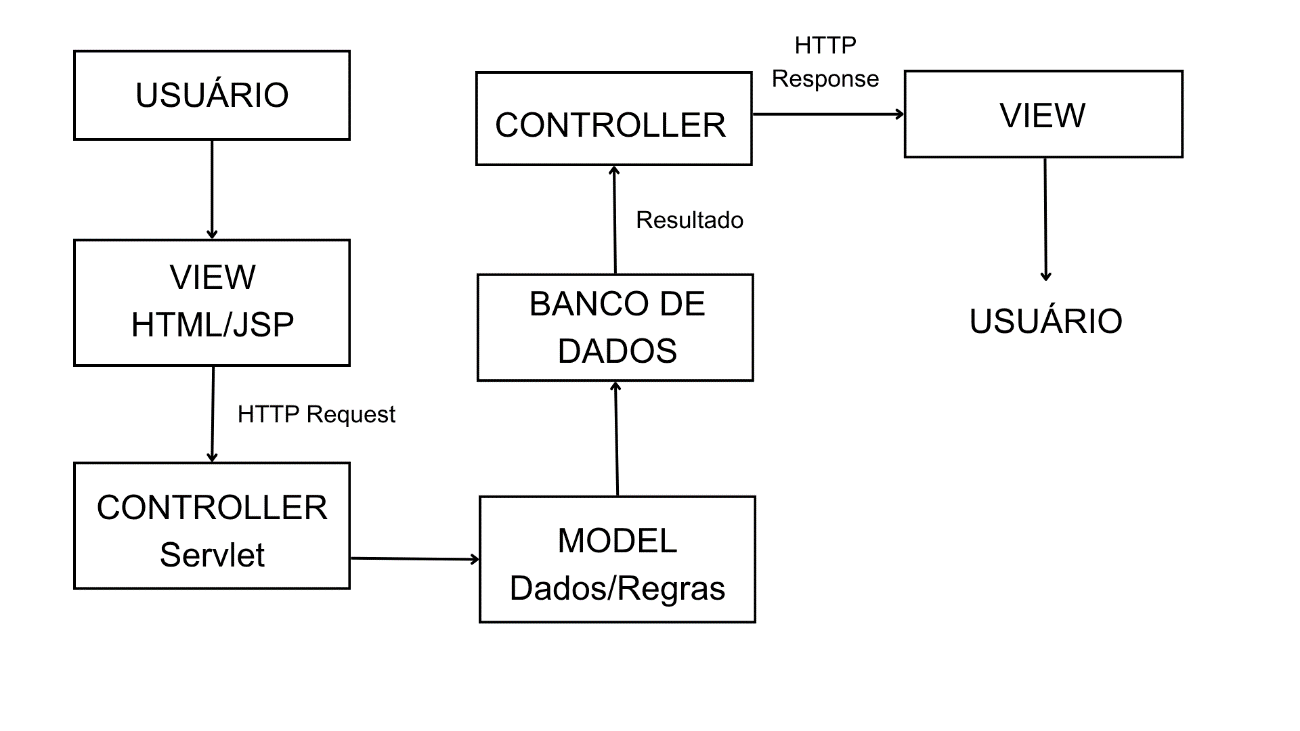 USUÁRIO
VIEW
HTML/JSP
HTTP Request
CONTROLLER
Servlet
MODEL
Dados/Regras
BANCO DE
DADOS
Resultado
CONTROLLER
HTTP
Response
VIEW
USUÁRIO